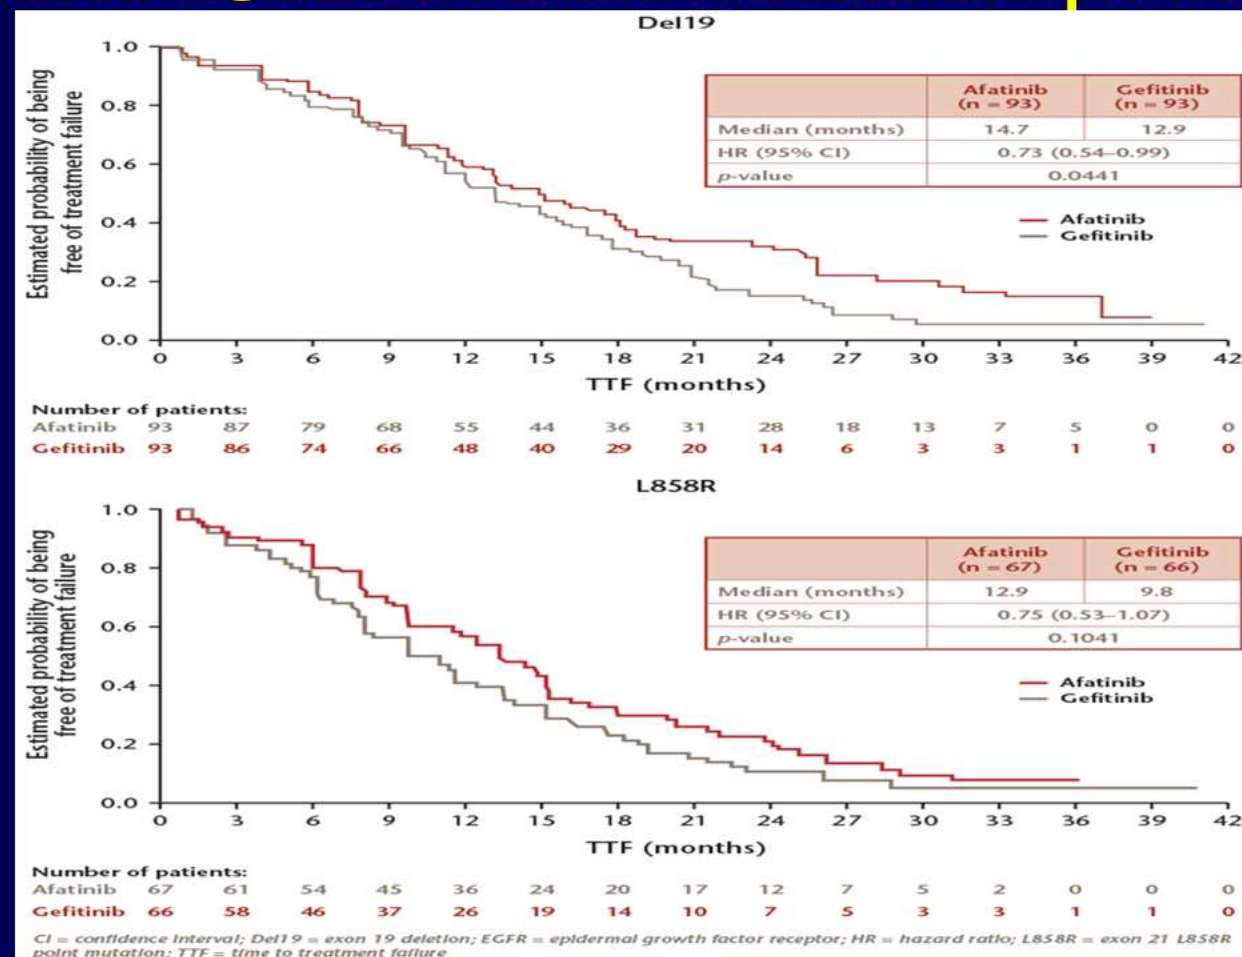 Del19
Estimated probability of being
free of treatment failure
1.0
0.8
0.6
0.4
0.2
0.0
Afatinib (n = 93) Gefitinib (n = 93)
Median (months) 14.7 12.9
HR (95% CI) 0.73 (0.54–0.99)
p-value 0.0441
Afatinib
Gefitinib
0 3 6 9 12 15 18 21 24 27 30 33 36 39 42
TTF (months)
Number of patients:
Afatinib 93 87 79 68 55 44 36 31 28 18 13 7 5 0 0
Gefitinib 93 86 74 66 48 40 29 20 14 6 3 3 1 1 0
L858R
Estimated probability of being
free of treatment failure
1.0
0.8
0.6
0.4
0.2
0.0
Afatinib (n = 67) Gefitinib (n = 66)
Median (months) 12.9 9.8
HR (95% CI) 0.75 (0.53–1.07)
p-value 0.1041
Afatinib
Gefitinib
0 3 6 9 12 15 18 21 24 27 30 33 36 39 42
TTF (months)
Number of patients:
Afatinib 67 61 54 45 36 24 20 17 12 7 5 2 0 0 0
Gefitinib 66 58 46 37 26 19 14 10 7 5 3 3 1 1 0
CI = confidence interval; Del19 = exon 19 deletion; EGFR = epidermal growth factor receptor; HR = hazard ratio; L858R = exon 21 L858R
point mutation; TTF = time to treatment failure